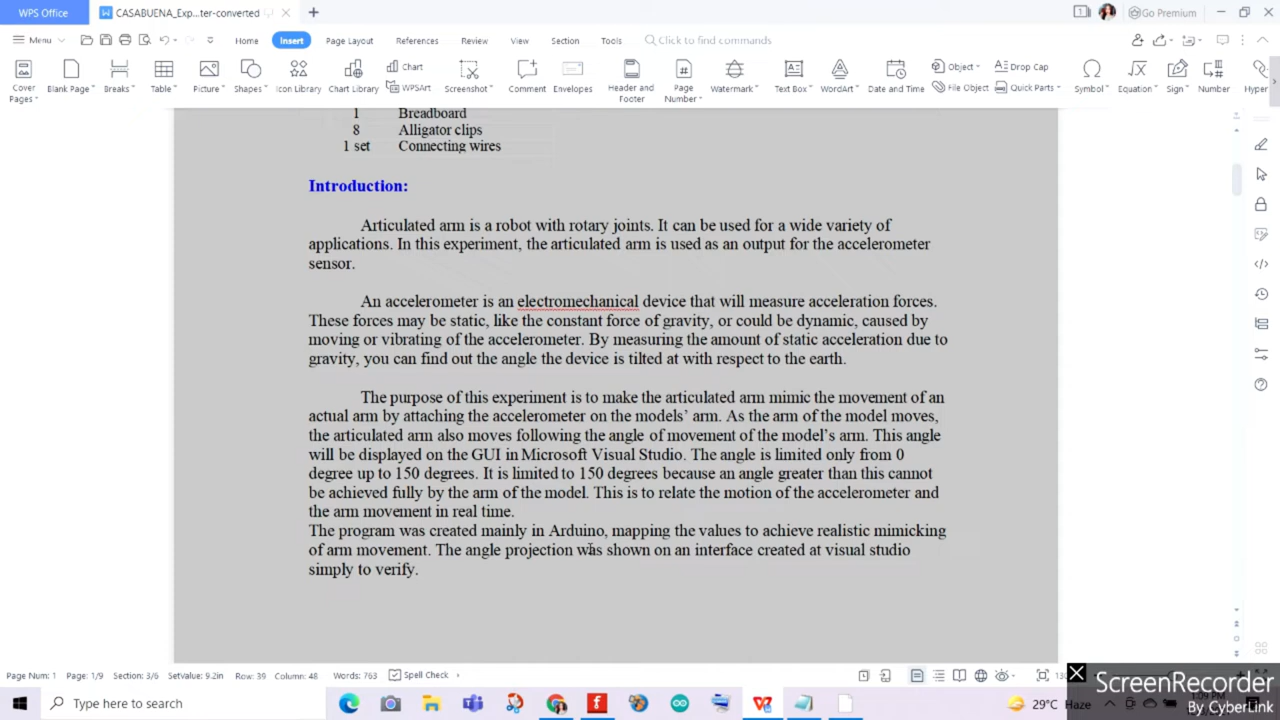 WPS Office
CASABUENA_Exp...ter-converted
Go Premium
Menu
Home
Insert
Page Layout
References
Review
View
Section
Tools
Click to find commands
Cover Pages
Blank Page
Breaks
Table
Picture
Shapes
Icon Library
Chart Library
Chart
WPSArt
Screenshot
Comment
Envelopes
Header and Footer
Page Number
Watermark
Text Box
WordArt
Date and Time
Object
File Object
Drop Cap
Quick Parts
Symbol
Equation
Sign
Number
Hyper
1 Breadboard
8 Alligator clips
1 set Connecting wires
Introduction:
Articulated arm is a robot with rotary joints. It can be used for a wide variety of
applications. In this experiment, the articulated arm is used as an output for the accelerometer
sensor.
An accelerometer is an electromechanical device that will measure acceleration forces.
These forces may be static, like the constant force of gravity, or could be dynamic, caused by
moving or vibrating of the accelerometer. By measuring the amount of static acceleration due to
gravity, you can find out the angle the device is tilted at with respect to the earth.
The purpose of this experiment is to make the articulated arm mimic the movement of an
actual arm by attaching the accelerometer on the models’ arm. As the arm of the model moves,
the articulated arm also moves following the angle of movement of the model’s arm. This angle
will be displayed on the GUI in Microsoft Visual Studio. The angle is limited only from 0
degree up to 150 degrees. It is limited to 150 degrees because an angle greater than this cannot
be achieved fully by the arm of the model. This is to relate the motion of the accelerometer and
the arm movement in real time.
The program was created mainly in Arduino, mapping the values to achieve realistic mimicking
of arm movement. The angle projection was shown on an interface created at visual studio
simply to verify.
Page Num: 1 Page: 1/9 Section: 3/6 SetValue: 9.2in Row: 39 Column: 48 Words: 763 Spell Check
Type here to search
29°C Haze
ScreenRecorder
By CyberLink